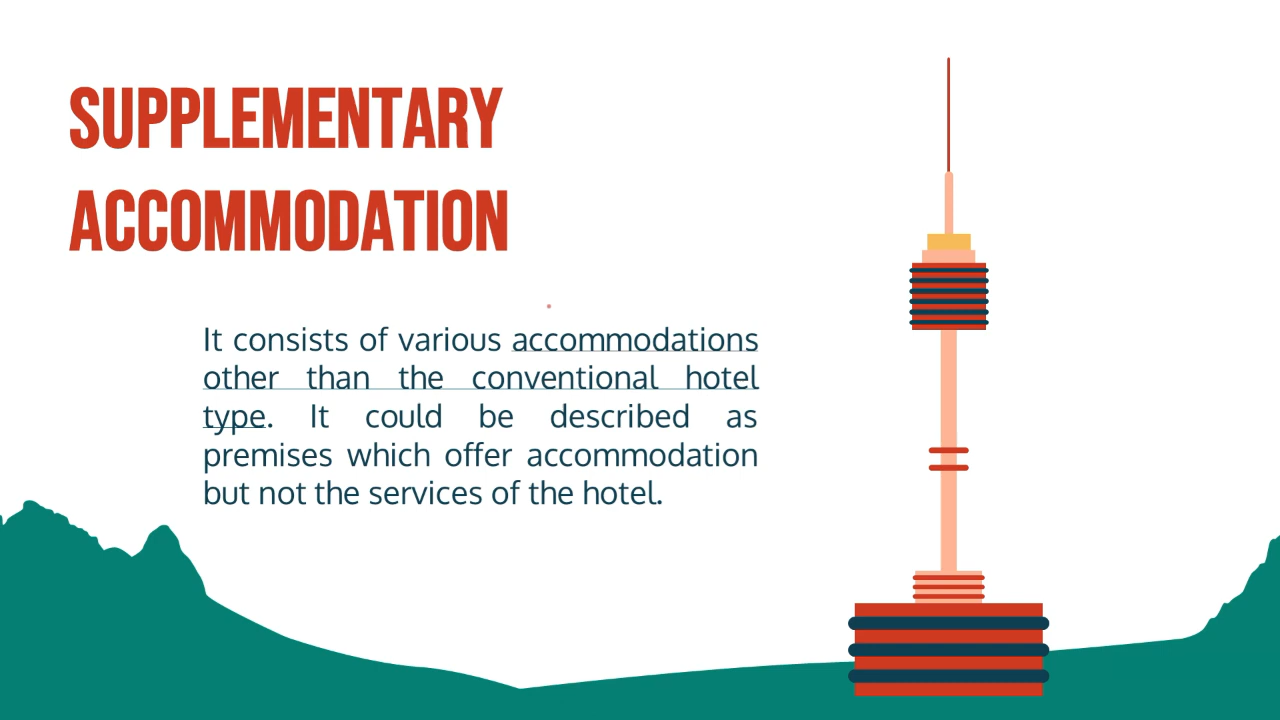 SUPPLEMENTARY
ACCOMMODATION
It consists of various accommodations
other than the conventional hotel
type. It could be described as
premises which offer accommodation
but not the services of the hotel.